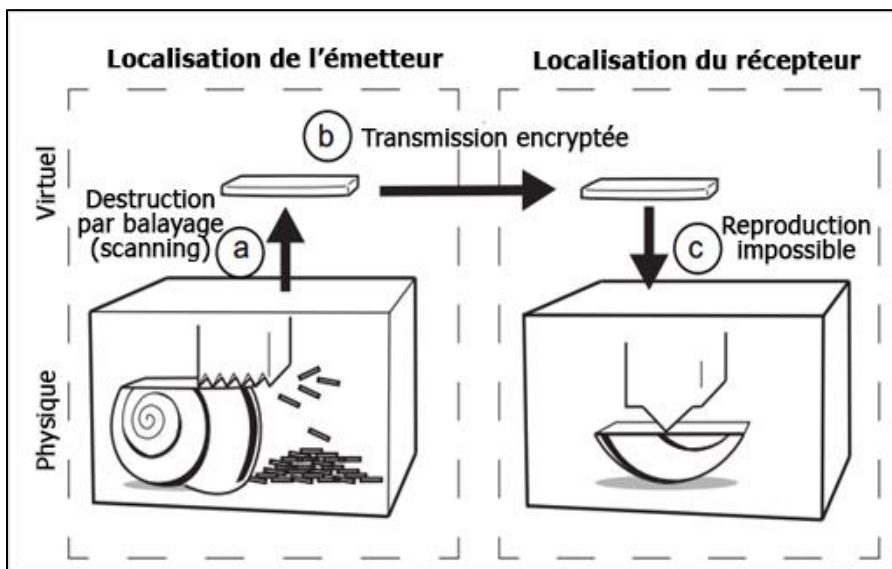 Localisation de l'émetteur
Localisation du récepteur
Virtuel
b
Transmission encryptée
Destruction
par balayage
(scanning)
a
Reproduction
impossible
c
Physique